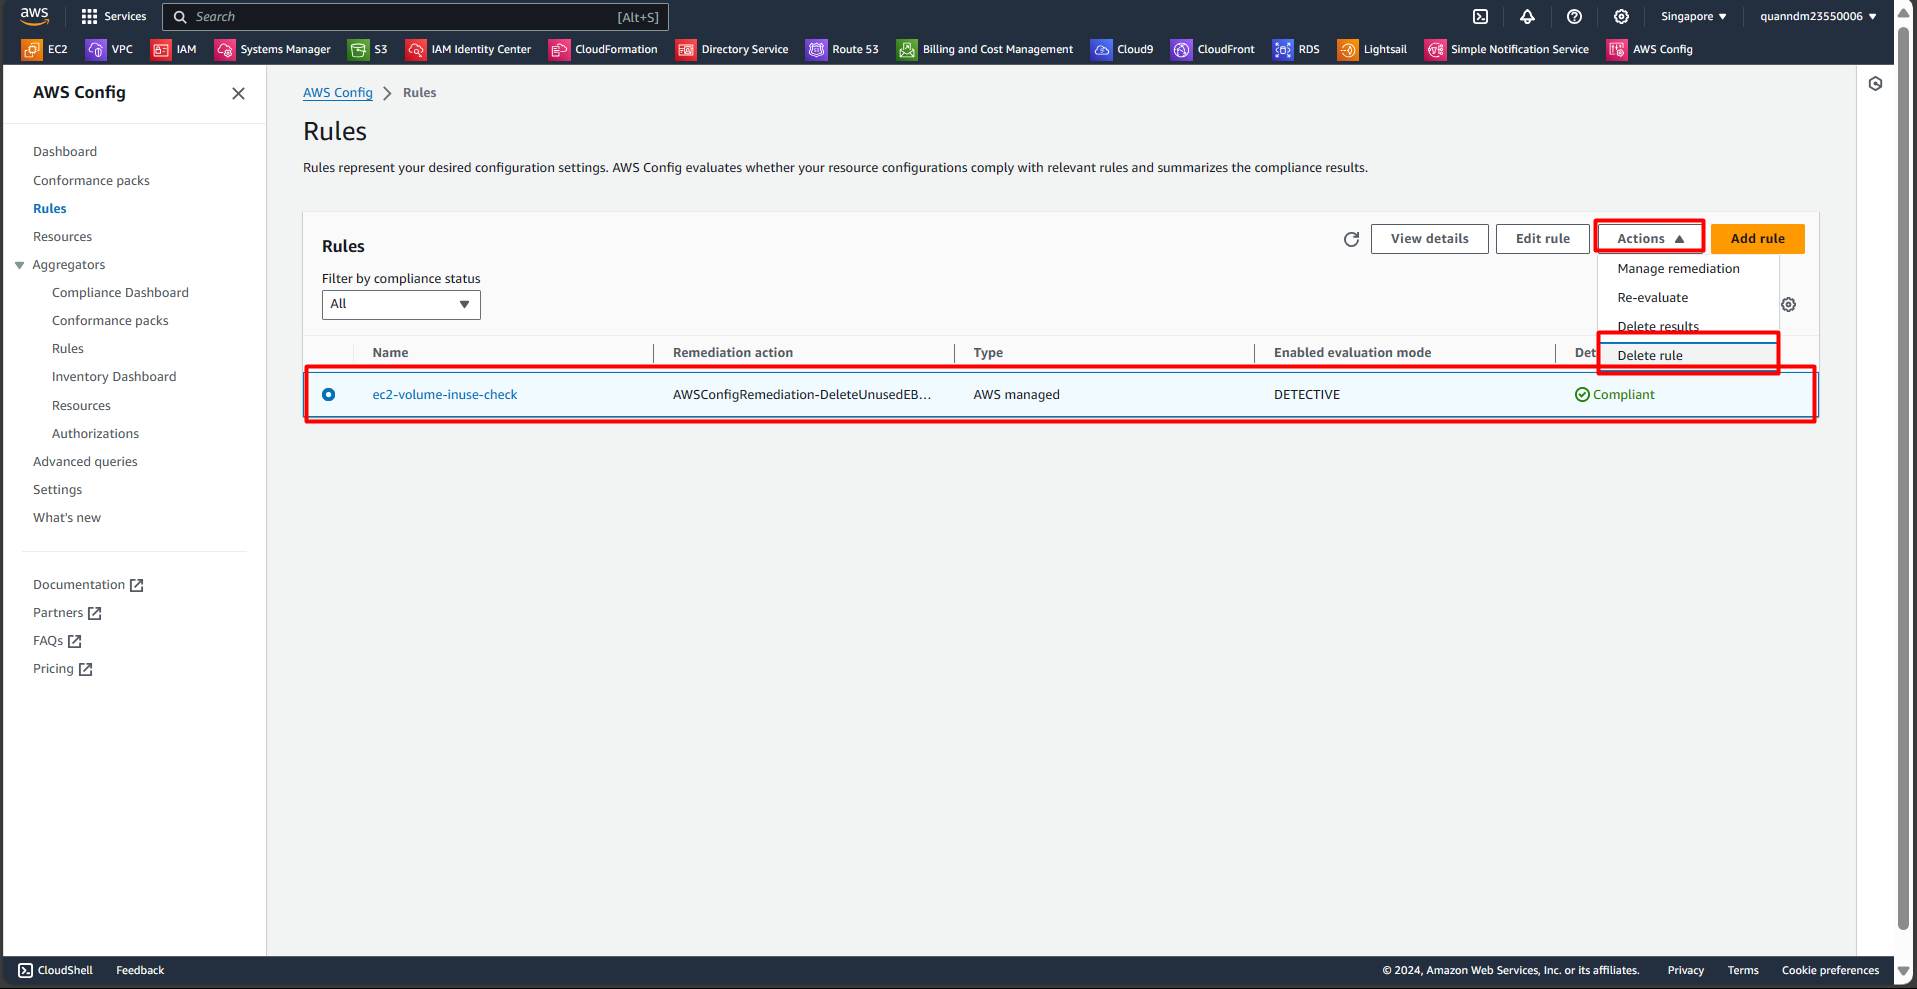 aws
Services
Search
[Alt+S]
Singapore
quanndm23550006
EC2
VPC
IAM
Systems Manager
S3
IAM Identity Center
CloudFormation
Directory Service
Route 53
Billing and Cost Management
Cloud9
CloudFront
RDS
Lightsail
Simple Notification Service
AWS Config
AWS Config
Dashboard
Conformance packs
Rules
Resources
Aggregators
Compliance Dashboard
Conformance packs
Rules
Inventory Dashboard
Resources
Authorizations
Advanced queries
Settings
What's new
Documentation
Partners
FAQs
Pricing
AWS Config
Rules
Rules
Rules represent your desired configuration settings. AWS Config evaluates whether your resource configurations comply with relevant rules and summarizes the compliance results.
Rules
View details
Edit rule
Actions
Add rule
Filter by compliance status
All
Manage remediation
Re-evaluate
Delete results
Delete rule
Name
Remediation action
Type
Enabled evaluation mode
Det
ec2-volume-inuse-check
AWSConfigRemediation-DeleteUnusedEB...
AWS managed
DETECTIVE
Compliant
CloudShell
Feedback
© 2024, Amazon Web Services, Inc. or its affiliates.
Privacy
Terms
Cookie preferences